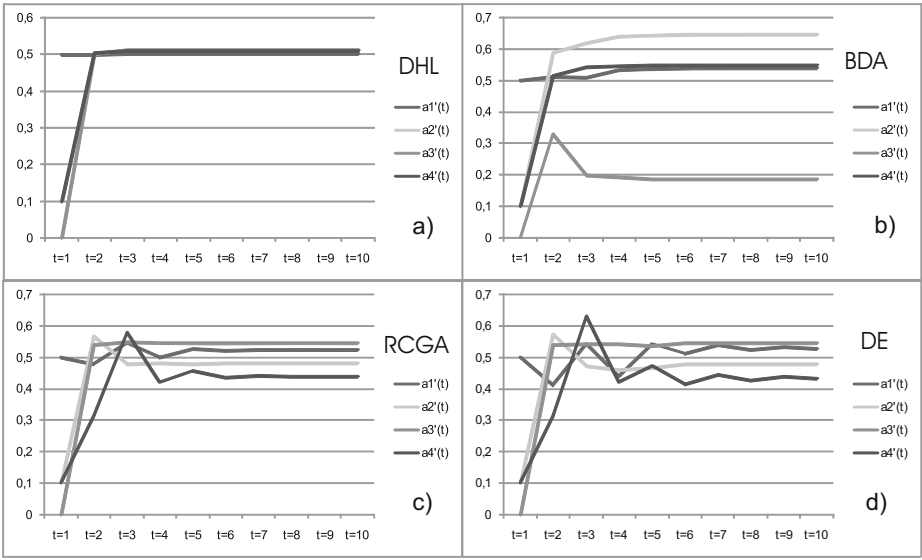 0,6
0,5
0,4
0,3
0,2
0,1
0
t=1 t=2 t=3 t=4 t=5 t=6 t=7 t=8 t=9 t=10
DHL
a1'(t)
a2'(t)
a3'(t)
a4'(t)
a)
0,7
0,6
0,5
0,4
0,3
0,2
0,1
0
t=1 t=2 t=3 t=4 t=5 t=6 t=7 t=8 t=9 t=10
BDA
a1'(t)
a2'(t)
a3'(t)
a4'(t)
b)
0,7
0,6
0,5
0,4
0,3
0,2
0,1
0
t=1 t=2 t=3 t=4 t=5 t=6 t=7 t=8 t=9 t=10
RCGA
a1'(t)
a2'(t)
a3'(t)
a4'(t)
c)
0,7
0,6
0,5
0,4
0,3
0,2
0,1
0
t=1 t=2 t=3 t=4 t=5 t=6 t=7 t=8 t=9 t=10
DE
a1'(t)
a2'(t)
a3'(t)
a4'(t)
d)